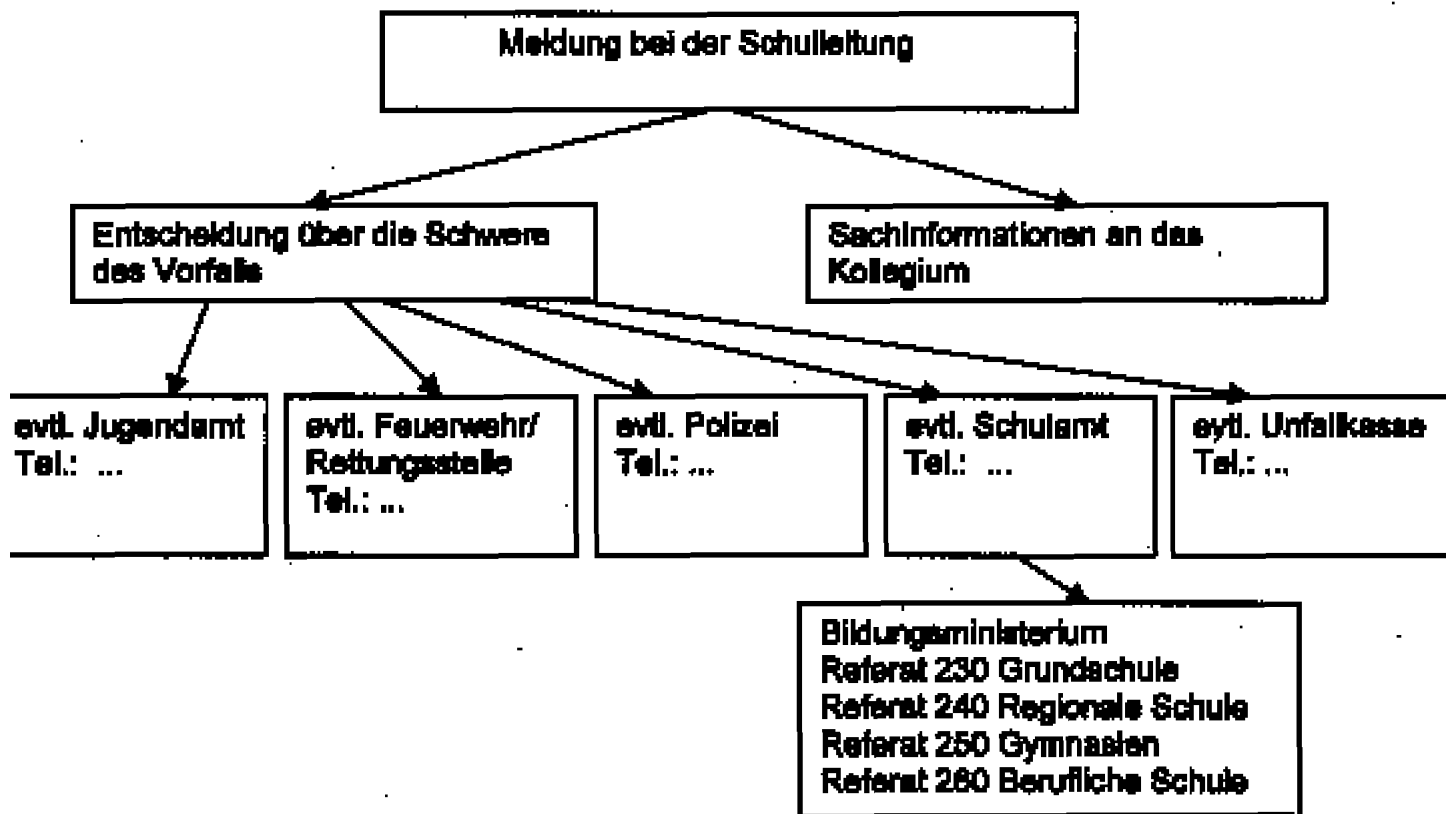 Meldung bei der Schulleitung
Entscheidung über die Schwere
des Vorfalls
Sachinformationen an das
Kollegium
evtl. Jugendamt
Tel.: ...
evtl. Feuerwehr/
Rettungsstelle
Tel.: ...
evtl. Polizei
Tel.: ...
evtl. Schulamt
Tel.: ...
evtl. Unfallkasse
Tel.: ...
Bildungsministerium
Referat 230 Grundschule
Referat 240 Regionale Schule
Referat 250 Gymnasien
Referat 260 Berufliche Schule